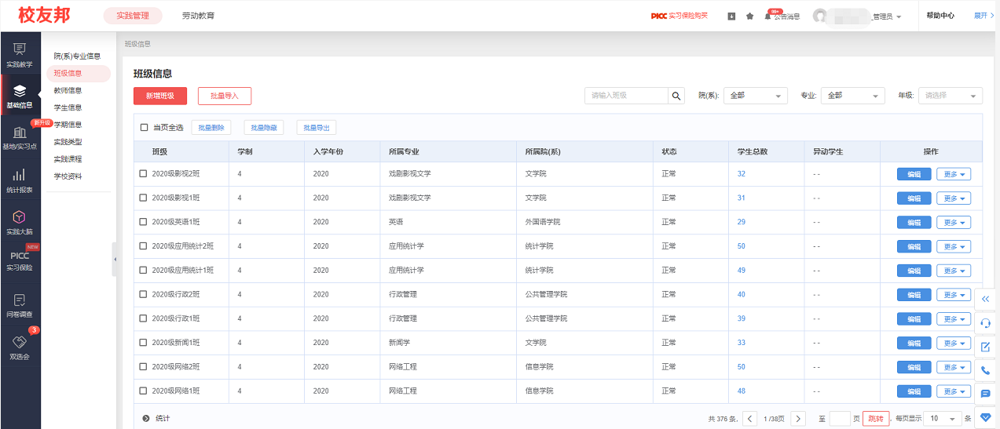 校友邦 实践管理 劳动教育 PICC 实习保险购买 99+ 公告消息 _管理员 帮助中心 展开
实践教学
基础信息
新升级
基地/实习点
统计报表
实践大脑
NEW
PICC
实习保险
问卷调查
3
双选会
院(系)专业信息
班级信息
教师信息
学生信息
学期信息
实践类型
实践课程
学校资料
班级信息
班级信息
新增班级 批量导入 请输入班级 院(系): 全部 专业: 全部 年级: 请选择
当页全选 批量删除 批量隐藏 批量导出
班级 学制 入学年份 所属专业 所属院(系) 状态 学生总数 异动学生 操作
2020级影视2班 4 2020 戏剧影视文学 文学院 正常 32 - - 编辑 更多
2020级影视1班 4 2020 戏剧影视文学 文学院 正常 31 - - 编辑 更多
2020级英语1班 4 2020 英语 外国语学院 正常 29 - - 编辑 更多
2020级应用统计2班 4 2020 应用统计学 统计学院 正常 50 - - 编辑 更多
2020级应用统计1班 4 2020 应用统计学 统计学院 正常 49 - - 编辑 更多
2020级行政2班 4 2020 行政管理 公共管理学院 正常 40 - - 编辑 更多
2020级行政1班 4 2020 行政管理 公共管理学院 正常 39 - - 编辑 更多
2020级新闻1班 4 2020 新闻学 文学院 正常 33 - - 编辑 更多
2020级网络2班 4 2020 网络工程 信息学院 正常 50 - - 编辑 更多
2020级网络1班 4 2020 网络工程 信息学院 正常 48 - - 编辑 更多
统计 共 376 条, 1 /38页 至 页 跳转 , 每页显示 10 条